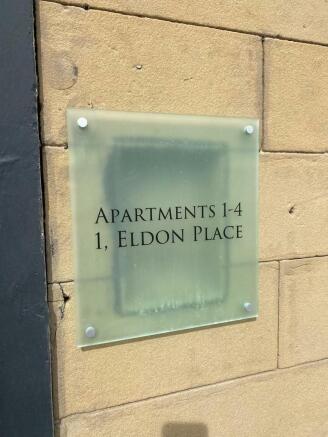 Apartments 1-4
1, Eldon Place